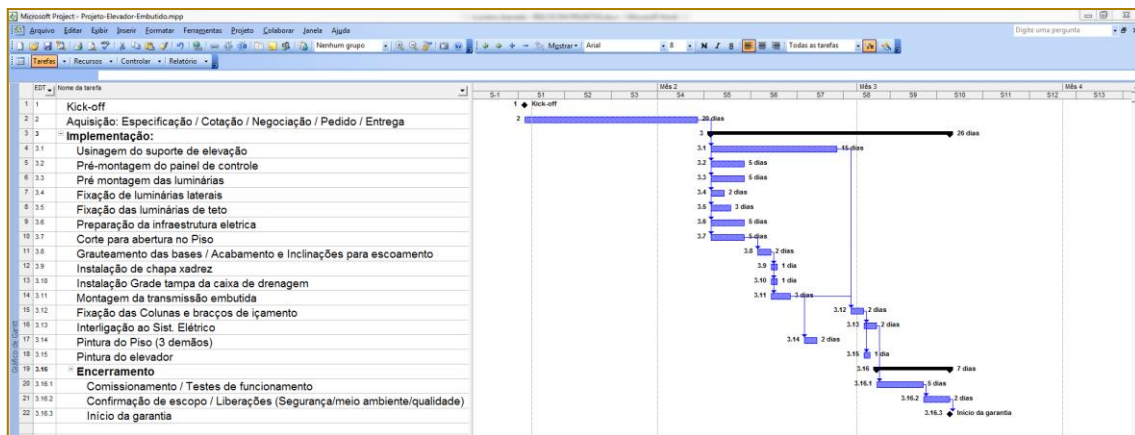 Microsoft Project - Projeto-Elevador-Embutido.mpp
Arquivo Editar Exibir Inserir Formatar Ferramentas Projeto Colaborar Janela Ajuda Digite uma pergunta
Nenhum grupo Mostrar Arial 8 N I S Todas as tarefas
Tarefas Recursos Controlar Relatório
EDT Nome da tarefa Mês 2 Mês 3 Mês 4
S-1 S1 S2 S3 S4 S5 S6 S7 S8 S9 S10 S11 S12 S13
1 1 Kick-off 1 Kick-off
2 2 Aquisição: Especificação / Cotação / Negociação / Pedido / Entrega 2 20 dias
3 3 Implementação: 3 26 dias
4 3.1 Usinagem do suporte de elevação 3.1 15 dias
5 3.2 Pré-montagem do painel de controle 3.2 5 dias
6 3.3 Pré montagem das luminárias 3.3 5 dias
7 3.4 Fixação de luminárias laterais 3.4 2 dias
8 3.5 Fixação das luminárias de teto 3.5 3 dias
9 3.6 Preparação da infraestrutura eletrica 3.6 5 dias
10 3.7 Corte para abertura no Piso 3.7 5 dias
11 3.8 Grauteamento das bases / Acabamento e Inclinações para escoamento 3.8 2 dias
12 3.9 Instalação de chapa xadrez 3.9 1 dia
13 3.10 Instalação Grade tampa da caixa de drenagem 3.10 1 dia
14 3.11 Montagem da transmissão embutida 3.11 3 dias
15 3.12 Fixação das Colunas e bracços de içamento 3.12 2 dias
16 3.13 Interligação ao Sist. Elétrico 3.13 2 dias
17 3.14 Pintura do Piso (3 demãos) 3.14 2 dias
18 3.15 Pintura do elevador 3.15 1 dia
19 3.16 Encerramento 3.16 7 dias
20 3.16.1 Comissionamento / Testes de funcionamento 3.16.1 5 dias
21 3.16.2 Confirmação de escopo / Liberações (Segurança/meio ambiente/qualidade) 3.16.2 2 dias
22 3.16.3 Início da garantia 3.16.3 Início da garantia
Gráfico de Gantt